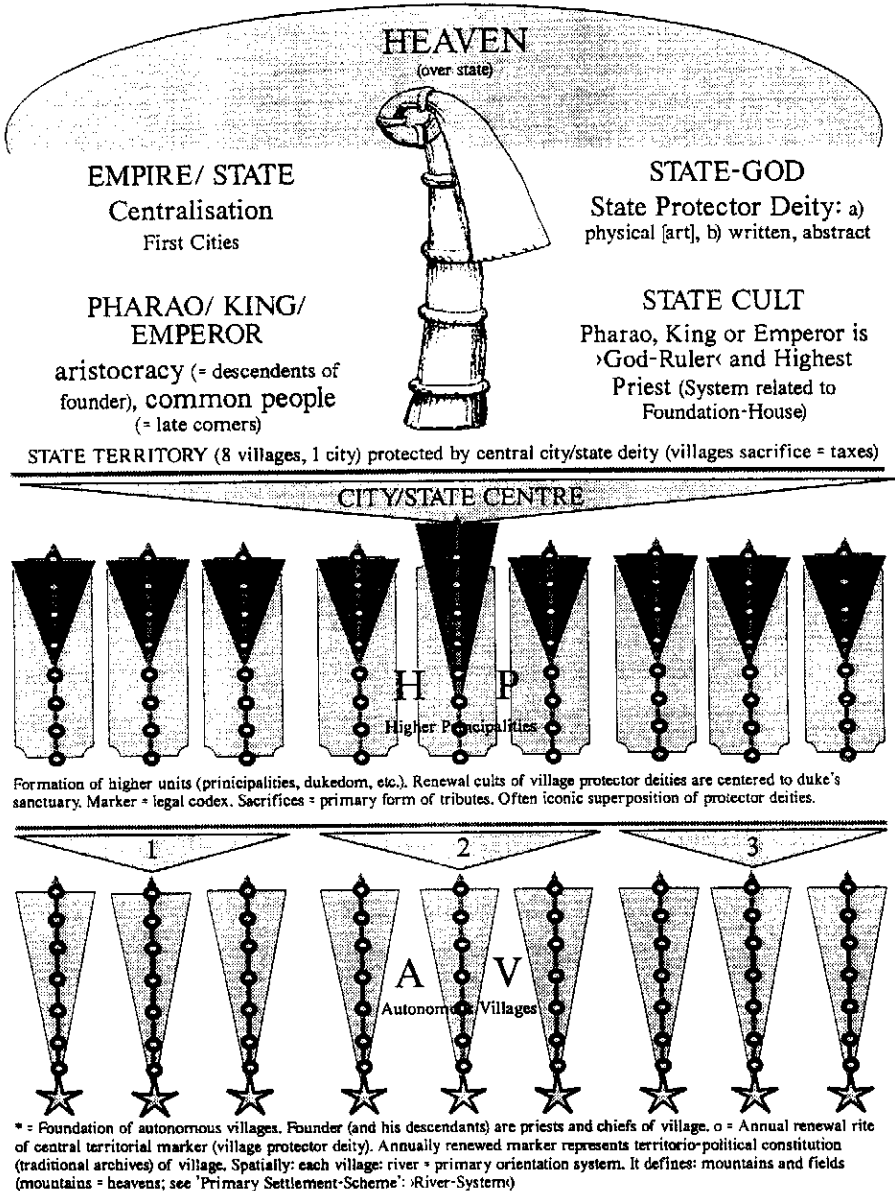 HEAVEN
(over state)
EMPIRE/ STATE
Centralisation
First Cities
STATE-GOD
State Protector Deity: a)
physical [art], b) written, abstract
PHARAO/ KING/
EMPEROR
aristocracy (= descendents of
founder), common people
(= late comers)
STATE CULT
Pharao, King or Emperor is
›God-Ruler‹ and Highest
Priest (System related to
Foundation-House)
STATE TERRITORY (8 villages, 1 city) protected by central city/state deity (villages sacrifice = taxes)
CITY/STATE CENTRE
H P
Higher Principalities
Formation of higher units (prinicipalities, dukedom, etc.). Renewal cults of village protector deities are centered to duke's
sanctuary. Marker = legal codex. Sacrifices = primary form of tributes. Often iconic superposition of protector deities.
1 2 3
A V
Autonomous Villages
* = Foundation of autonomous villages. Founder (and his descendants) are priests and chiefs of village. o = Annual renewal rite
of central territorial marker (village protector deity). Annually renewed marker represents territorio-political constitution
(traditional archives) of village. Spatially: each village: river = primary orientation system. It defines: mountains and fields
(mountains = heavens; see 'Primary Settlement-Scheme': ›River-System‹)